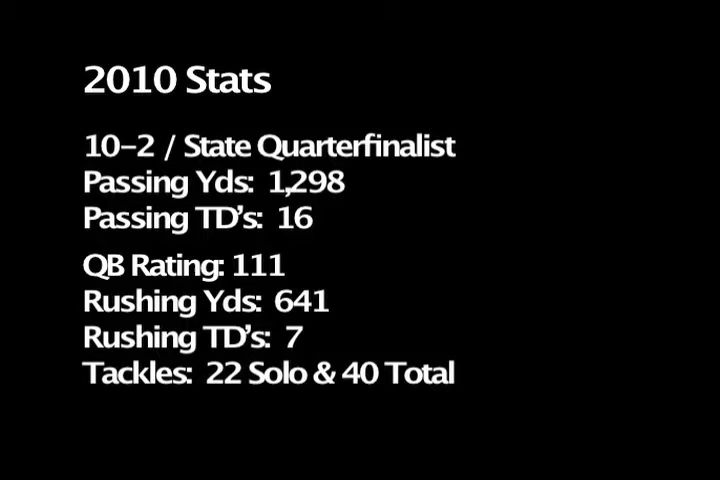 2010 Stats
10-2 / State Quarterfinalist
Passing Yds: 1,298
Passing TD's: 16
QB Rating: 111
Rushing Yds: 641
Rushing TD's: 7
Tackles: 22 Solo & 40 Total